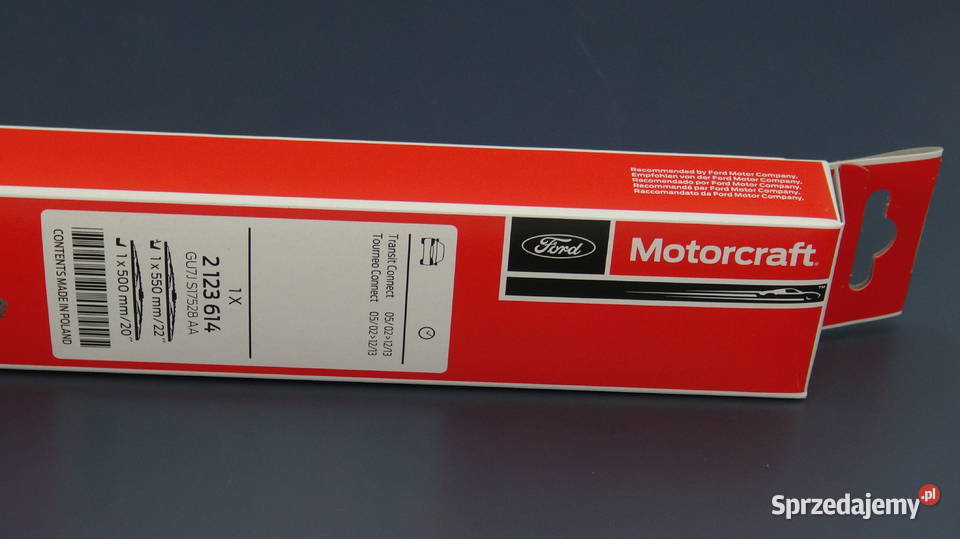 Recommended by Ford Motor Company.
Empfohlen von der Ford Motor Company.
Recomendado por Ford Motor Company.
Recommandé par Ford Motor Company.
Raccomandato da Ford Motor Company.
Ford
Motorcraft®
™
Transit Connect 05/02>12/13
Tourneo Connect 05/02>12/13
1X
2123 614
GU7J S1752B AA
1 x 550 mm/22"
1 x 500 mm/20"
CONTENTS MADE IN POLAND
Sprzedajemy.pl